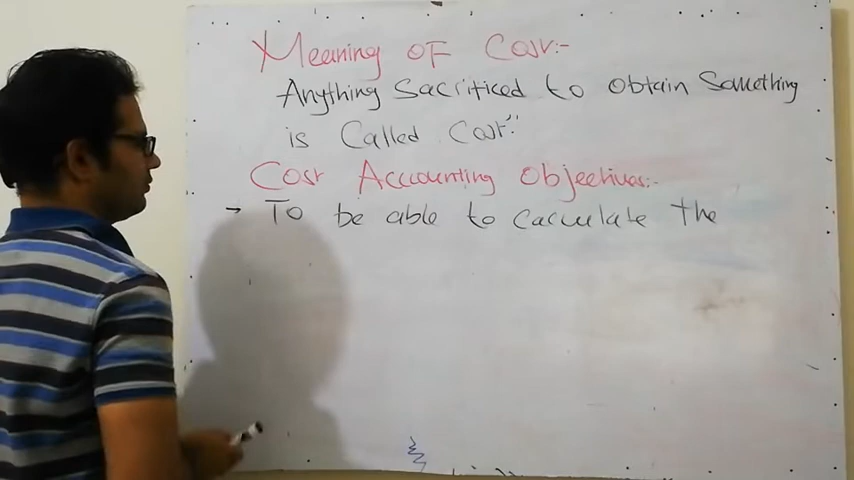 Meaning OF Cost:-
Anything Sacrificed to obtain Something
is Called Cost".
Cost Accounting Objectives:-
→ To be able to calculate the